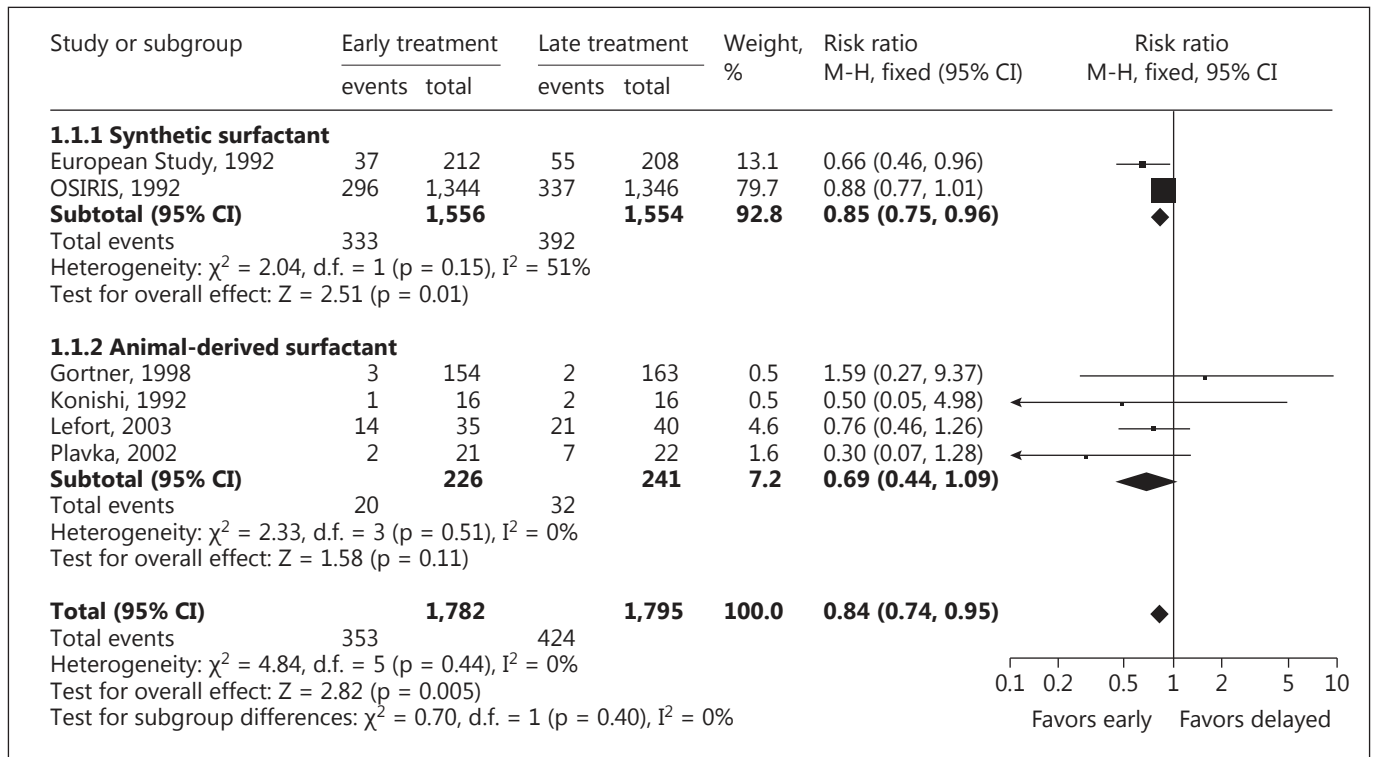 Study or subgroup Early treatment Late treatment Weight, Risk ratio Risk ratio
events total events total % M-H, fixed (95% CI) M-H, fixed, 95% CI
1.1.1 Synthetic surfactant
European Study, 1992 37 212 55 208 13.1 0.66 (0.46, 0.96)
OSIRIS, 1992 296 1,344 337 1,346 79.7 0.88 (0.77, 1.01)
Subtotal (95% CI) 1,556 1,554 92.8 0.85 (0.75, 0.96)
Total events 333 392
Heterogeneity: χ² = 2.04, d.f. = 1 (p = 0.15), I² = 51%
Test for overall effect: Z = 2.51 (p = 0.01)
1.1.2 Animal-derived surfactant
Gortner, 1998 3 154 2 163 0.5 1.59 (0.27, 9.37)
Konishi, 1992 1 16 2 16 0.5 0.50 (0.05, 4.98)
Lefort, 2003 14 35 21 40 4.6 0.76 (0.46, 1.26)
Plavka, 2002 2 21 7 22 1.6 0.30 (0.07, 1.28)
Subtotal (95% CI) 226 241 7.2 0.69 (0.44, 1.09)
Total events 20 32
Heterogeneity: χ² = 2.33, d.f. = 3 (p = 0.51), I² = 0%
Test for overall effect: Z = 1.58 (p = 0.11)
Total (95% CI) 1,782 1,795 100.0 0.84 (0.74, 0.95)
Total events 353 424
Heterogeneity: χ² = 4.84, d.f. = 5 (p = 0.44), I² = 0%
Test for overall effect: Z = 2.82 (p = 0.005)
Test for subgroup differences: χ² = 0.70, d.f. = 1 (p = 0.40), I² = 0%
0.1 0.2 0.5 1 2 5 10
Favors early Favors delayed